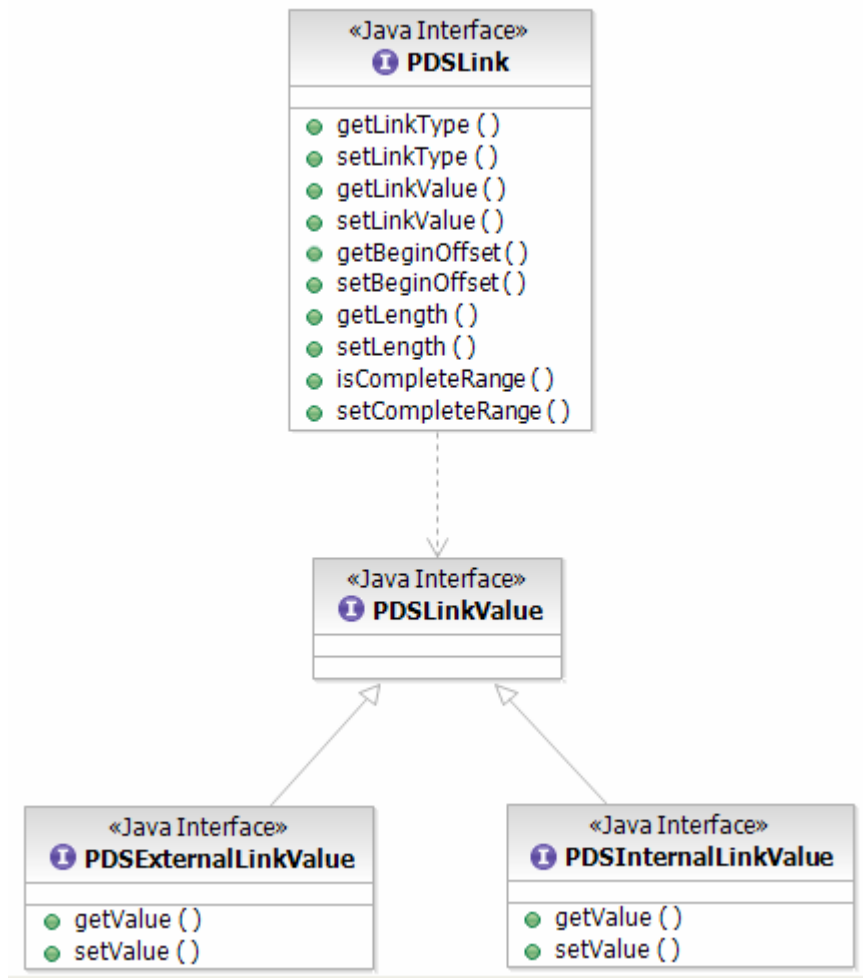 «Java Interface»
I PDSLink
getLinkType ( )
setLinkType ( )
getLinkValue ( )
setLinkValue ( )
getBeginOffset ( )
setBeginOffset ( )
getLength ( )
setLength ( )
isCompleteRange ( )
setCompleteRange ( )
«Java Interface»
I PDSLinkValue
«Java Interface»
I PDSExternalLinkValue
getValue ( )
setValue ( )
«Java Interface»
I PDSInternalLinkValue
getValue ( )
setValue ( )